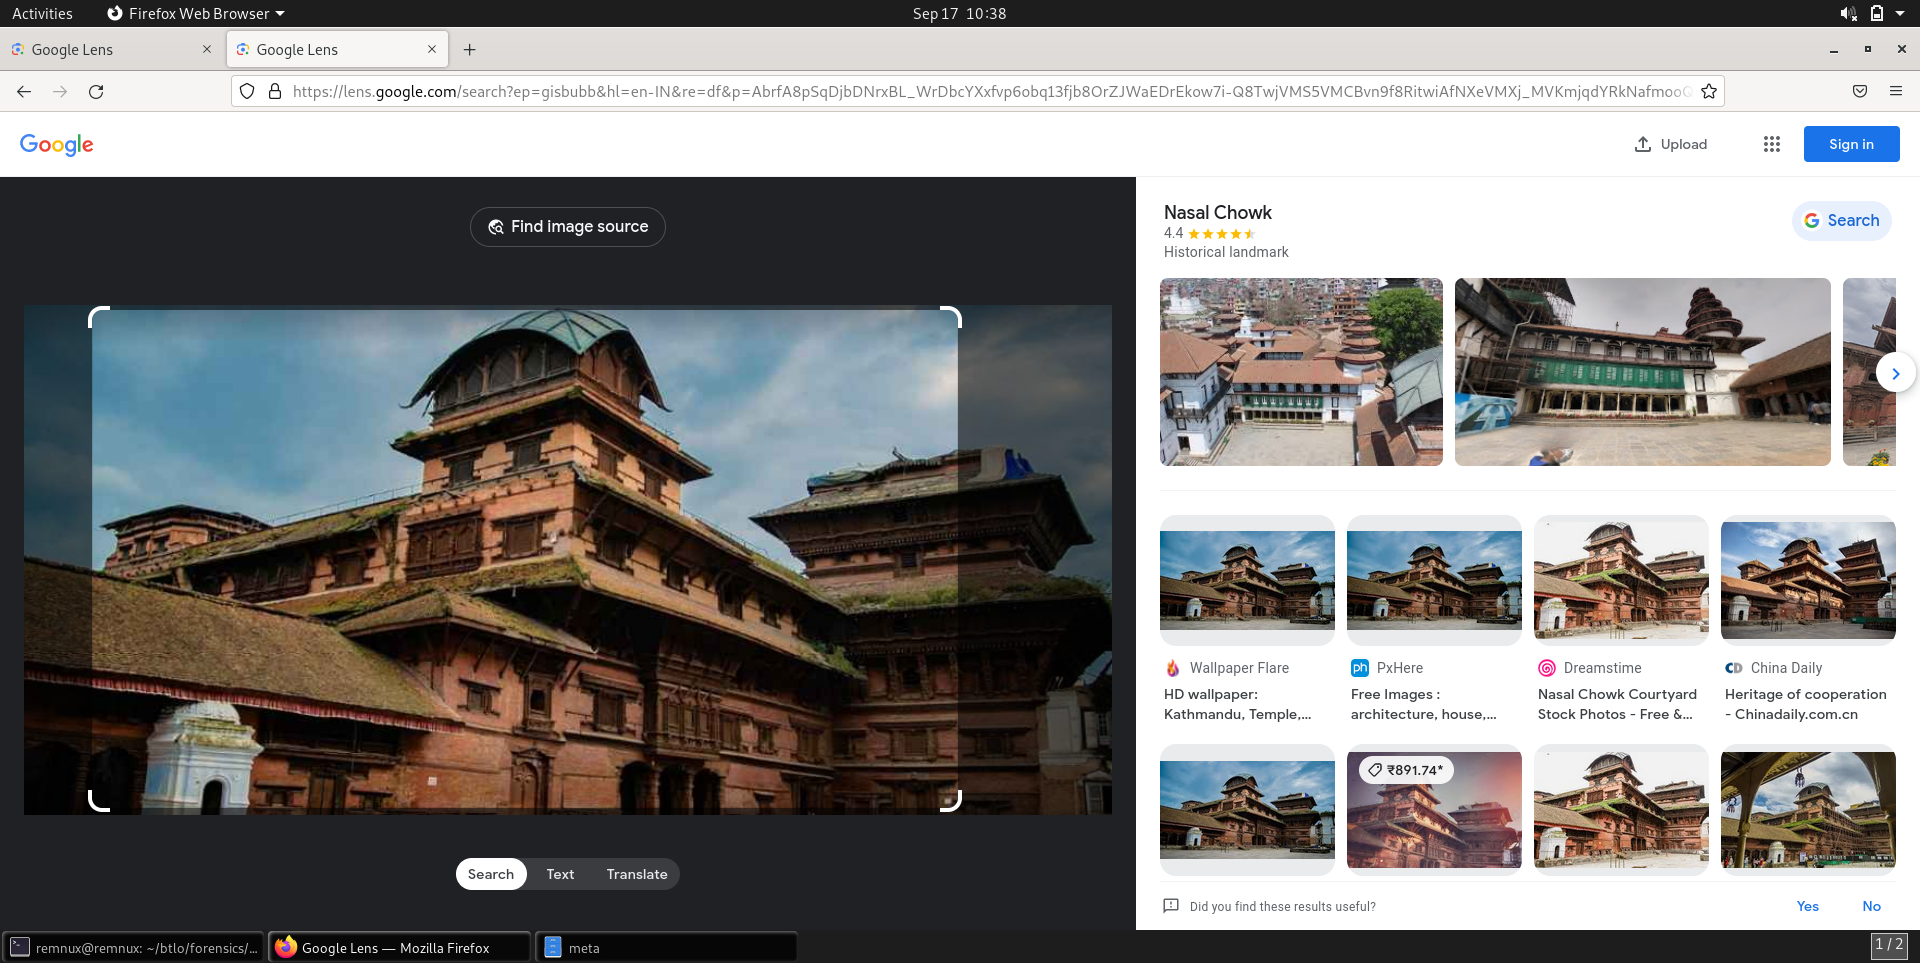 Activities
Firefox Web Browser
Sep 17 10:38
Google Lens
Google Lens
https://lens.google.com/search?ep=gisbubb&hl=en-IN&re=df&p=AbrfA8pSqDjbDNrxBL_WrDbcYXxfvp6obq13fjb8OrZJWaEDrEkow7i-Q8TwjVMS5VMCBvn9f8RitwiAfNXeVMXj_MVKmjqdYRkNafmooQ
Google
Upload
Sign in
Find image source
Nasal Chowk
4.4
Historical landmark
Search
Wallpaper Flare
HD wallpaper:
Kathmandu, Temple,...
PxHere
Free Images :
architecture, house,...
Dreamstime
Nasal Chowk Courtyard
Stock Photos - Free &...
China Daily
Heritage of cooperation
- Chinadaily.com.cn
₹891.74*
Search
Text
Translate
Did you find these results useful?
Yes
No
remnux@remnux: ~/btlo/forensics/...
Google Lens — Mozilla Firefox
meta
1 / 2